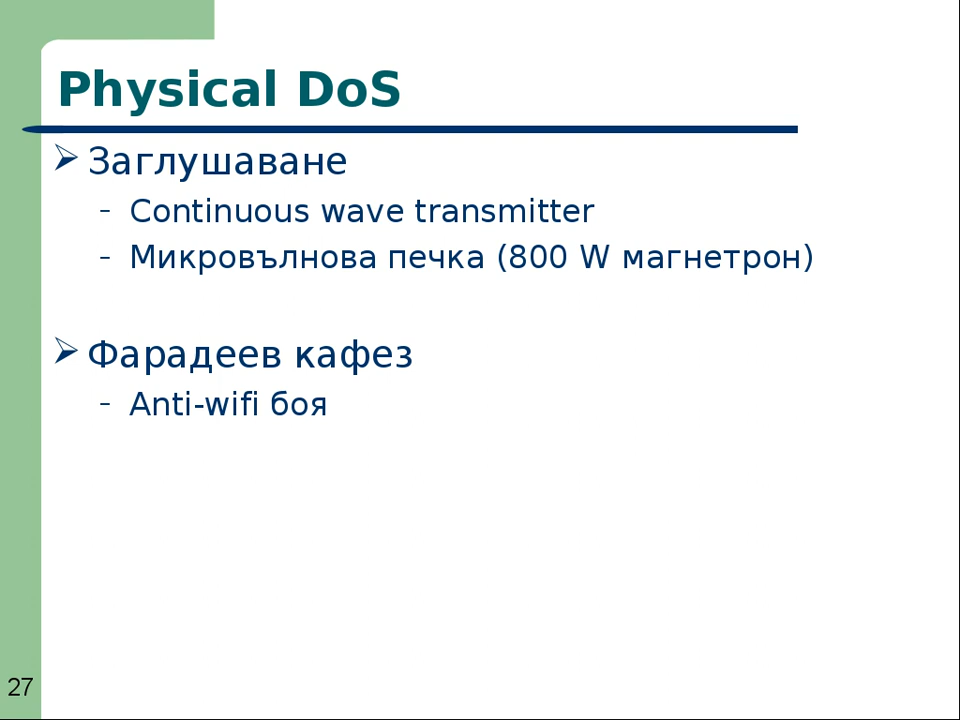 Physical DoS
Заглушаване
Continuous wave transmitter
Микровълнова печка (800 W магнетрон)
Фарадеев кафез
Anti-wifi боя
27